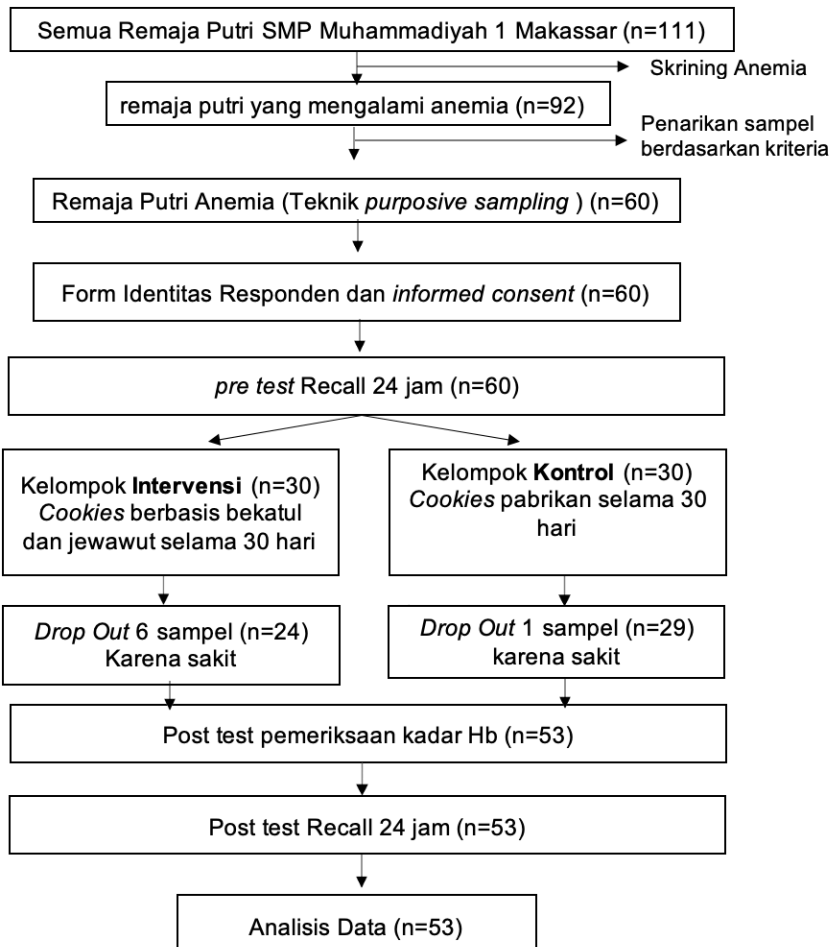 Semua Remaja Putri SMP Muhammadiyah 1 Makassar (n=111)
Skrining Anemia
remaja putri yang mengalami anemia (n=92)
Penarikan sampel
berdasarkan kriteria
Remaja Putri Anemia (Teknik purposive sampling ) (n=60)
Form Identitas Responden dan informed consent (n=60)
pre test Recall 24 jam (n=60)
Kelompok Intervensi (n=30)
Cookies berbasis bekatul
dan jewawut selama 30 hari
Kelompok Kontrol (n=30)
Cookies pabrikan selama 30
hari
Drop Out 6 sampel (n=24)
Karena sakit
Drop Out 1 sampel (n=29)
karena sakit
Post test pemeriksaan kadar Hb (n=53)
Post test Recall 24 jam (n=53)
Analisis Data (n=53)